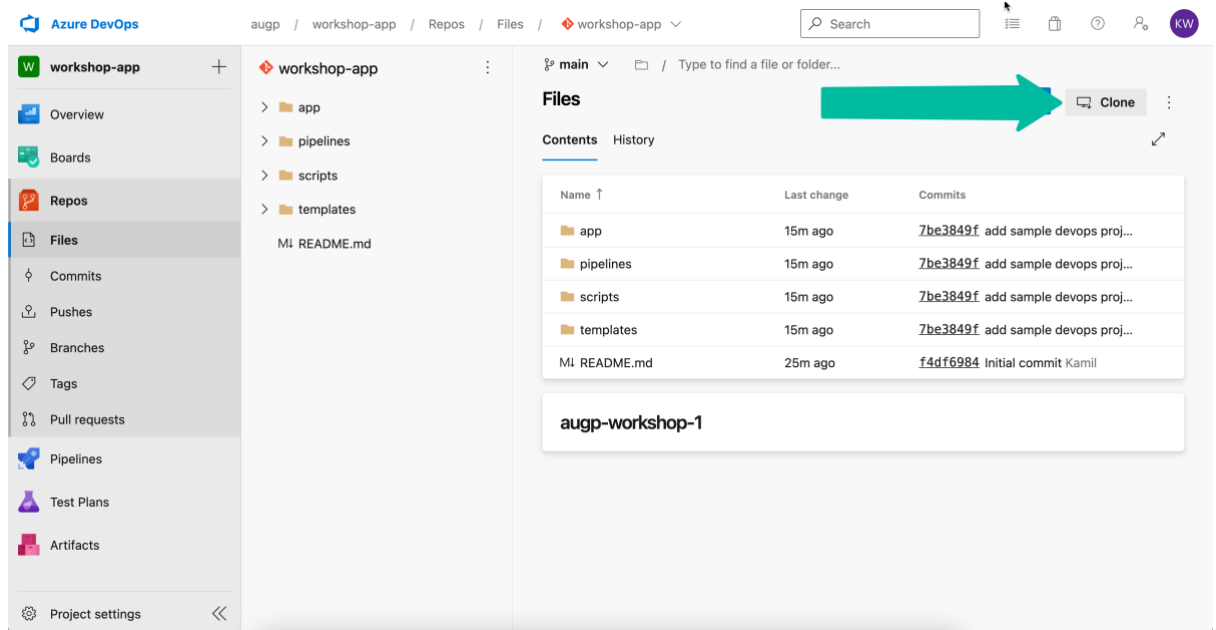 Azure DevOps
augp / workshop-app / Repos / Files / workshop-app
Search
KW
W workshop-app
Overview
Boards
Repos
Files
Commits
Pushes
Branches
Tags
Pull requests
Pipelines
Test Plans
Artifacts
Project settings
workshop-app
app
pipelines
scripts
templates
M↓ README.md
main / Type to find a file or folder...
Files
Clone
Contents History
Name ↑ Last change Commits
app 15m ago 7be3849f add sample devops proj...
pipelines 15m ago 7be3849f add sample devops proj...
scripts 15m ago 7be3849f add sample devops proj...
templates 15m ago 7be3849f add sample devops proj...
M↓ README.md 25m ago f4df6984 Initial commit Kamil
augp-workshop-1